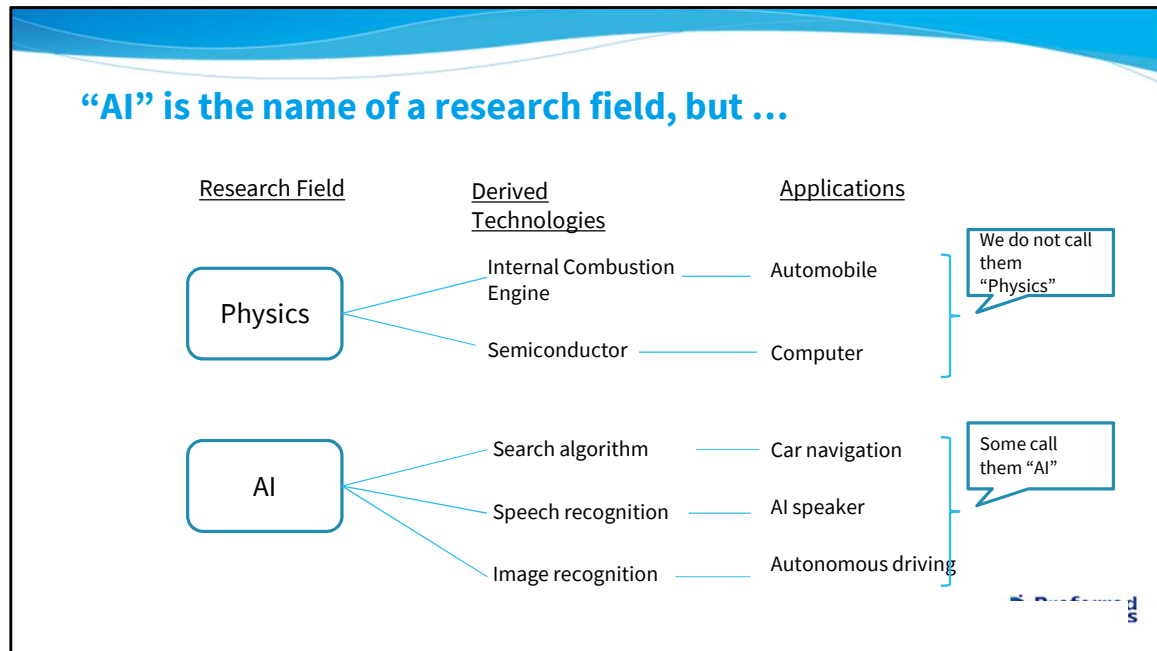 “AI” is the name of a research field, but …
Research Field
Derived
Technologies
Applications
Physics
Internal Combustion
Engine
Automobile
Semiconductor
Computer
We do not call
them
“Physics”
AI
Search algorithm
Car navigation
Speech recognition
AI speaker
Image recognition
Autonomous driving
Some call
them “AI”